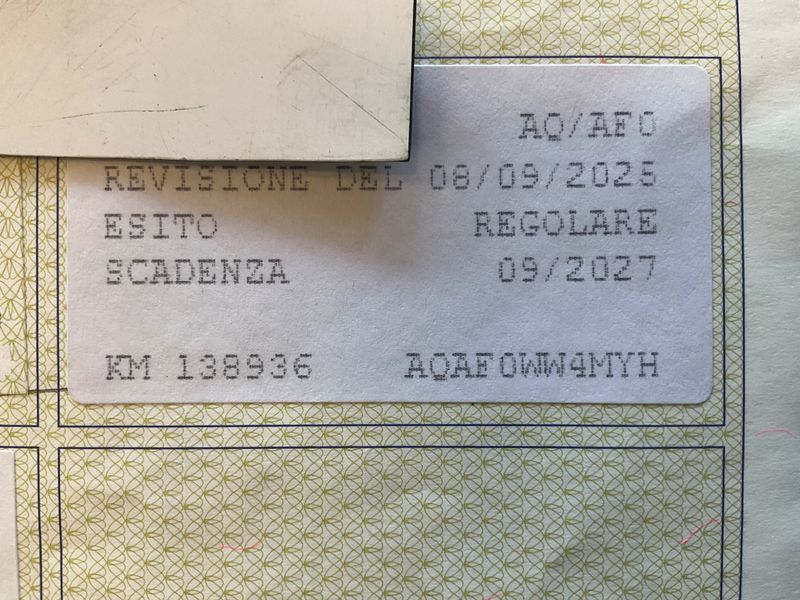 AQ/AF0
REVISIONE DEL 08/09/2025
ESITO REGOLARE
SCADENZA 09/2027
KM 138936 AQAF0WW4MYH